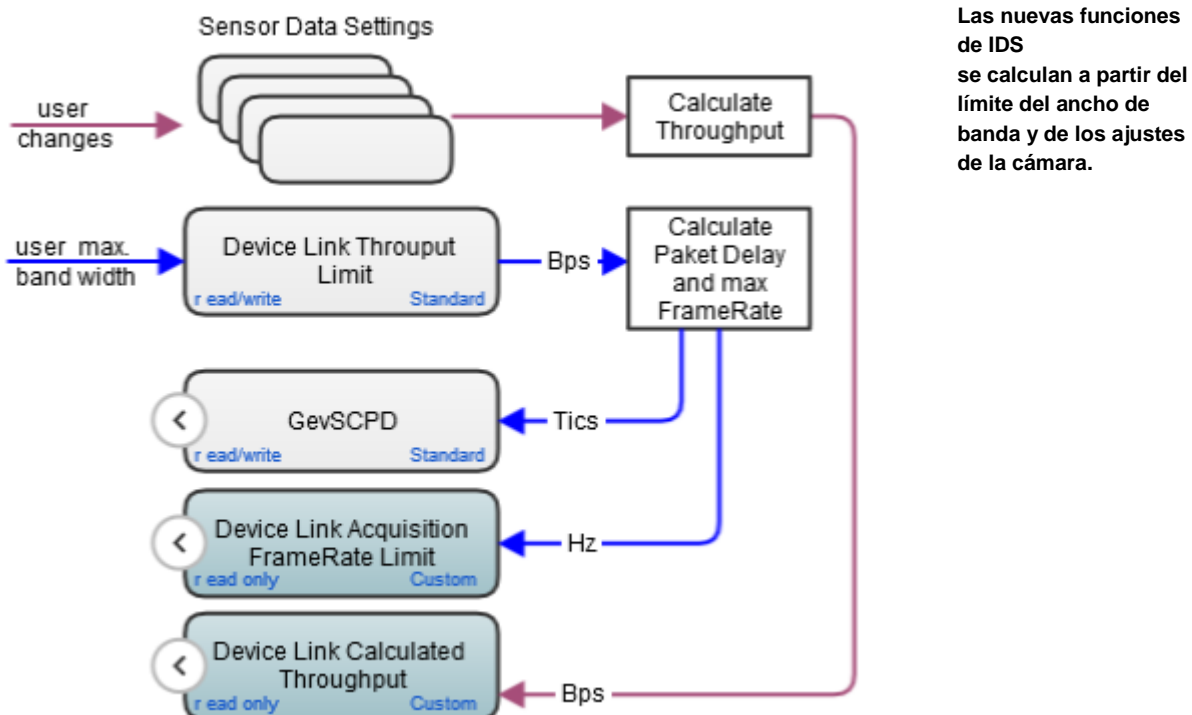 Sensor Data Settings
user
changes
Calculate
Throughput
user max.
band width
Device Link Throuput
Limit
r ead/write
Standard
Bps
Calculate
Paket Delay
and max
FrameRate
GevSCPD
r ead/write
Standard
Tics
Device Link Acquisition
FrameRate Limit
r ead only
Custom
Hz
Device Link Calculated
Throughput
r ead only
Custom
Bps
Las nuevas funciones
de IDS
se calculan a partir del
límite del ancho de
banda y de los ajustes
de la cámara.